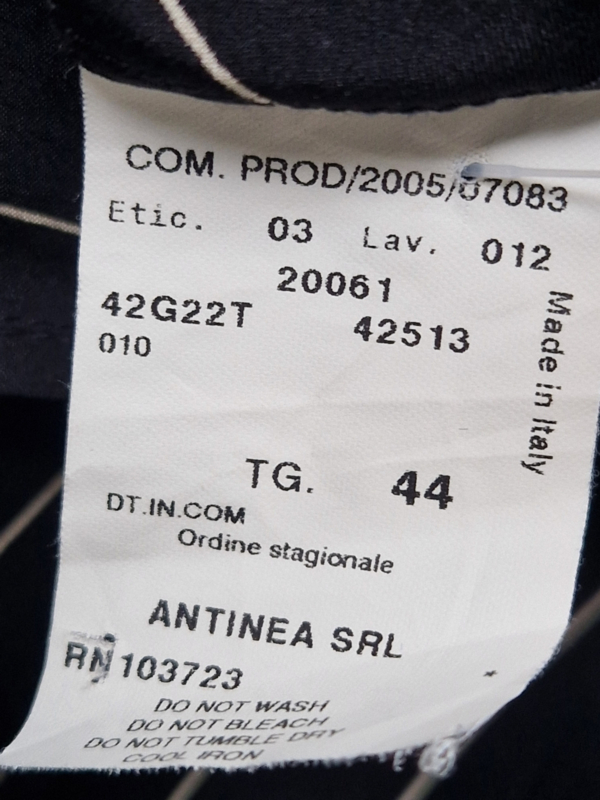 COM. PROD/2005/07083
Etic. 03 Lav. 012
20061
42G22T 42513
010
Made in Italy
TG. 44
DT.IN.COM
Ordine stagionale
ANTINEA SRL
RN 103723
*
DO NOT WASH
DO NOT BLEACH
DO NOT TUMBLE DRY
COOL IRON